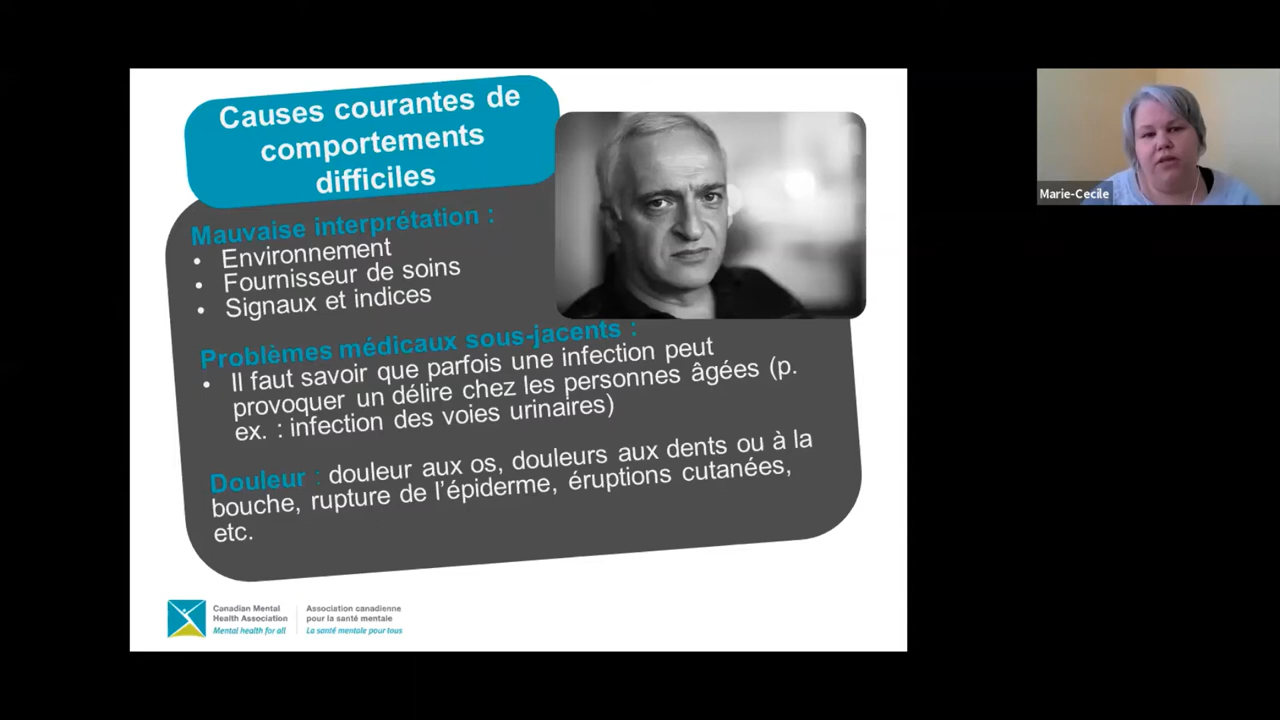 Causes courantes de
comportements
difficiles
Mauvaise interprétation :
• Environnement
• Fournisseur de soins
• Signaux et indices
Problèmes médicaux sous-jacents :
• Il faut savoir que parfois une infection peut
provoquer un délire chez les personnes âgées (p.
ex. : infection des voies urinaires)
Douleur : douleur aux os, douleurs aux dents ou à la
bouche, rupture de l’épiderme, éruptions cutanées,
etc.
Canadian Mental
Health Association
Mental health for all
Association canadienne
pour la santé mentale
La santé mentale pour tous
Marie-Cecile